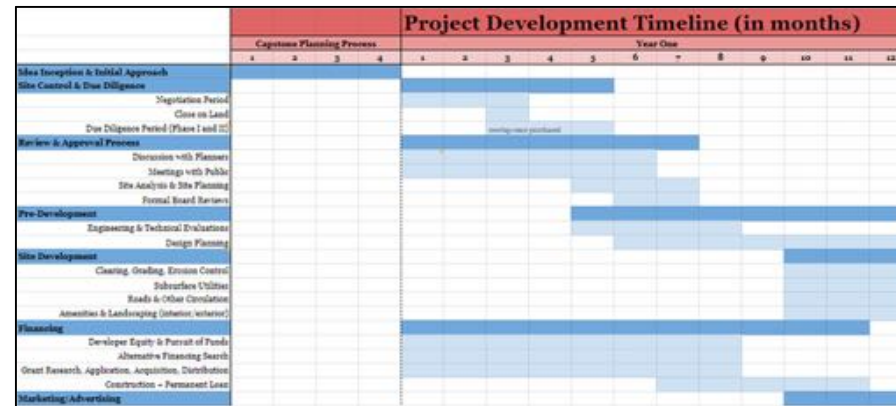 Project Development Timeline (in months)
Capstone Planning Process Year One
1 2 3 4 1 2 3 4 5 6 7 8 9 10 11 12
Idea Inception & Initial Approach
Site Control & Due Diligence
Negotiation Period
Close on Land
Due Diligence Period (Phase I and II)
Review & Approval Process
Discussion with Planners
Meetings with Public
Site Analysis & Site Planning
Formal Board Reviews
Pre-Development
Engineering & Technical Evaluations
Design Planning
Site Development
Clearing, Grading, Erosion Control
Subsurface Utilities
Roads & Other Circulation
Amenities & Landscaping (interior/exterior)
Financing
Developer Equity & Pursuit of Funds
Alternative Financing Search
Grant Research, Application, Acquisition, Distribution
Construction - Permanent Loan
Marketing/Advertising